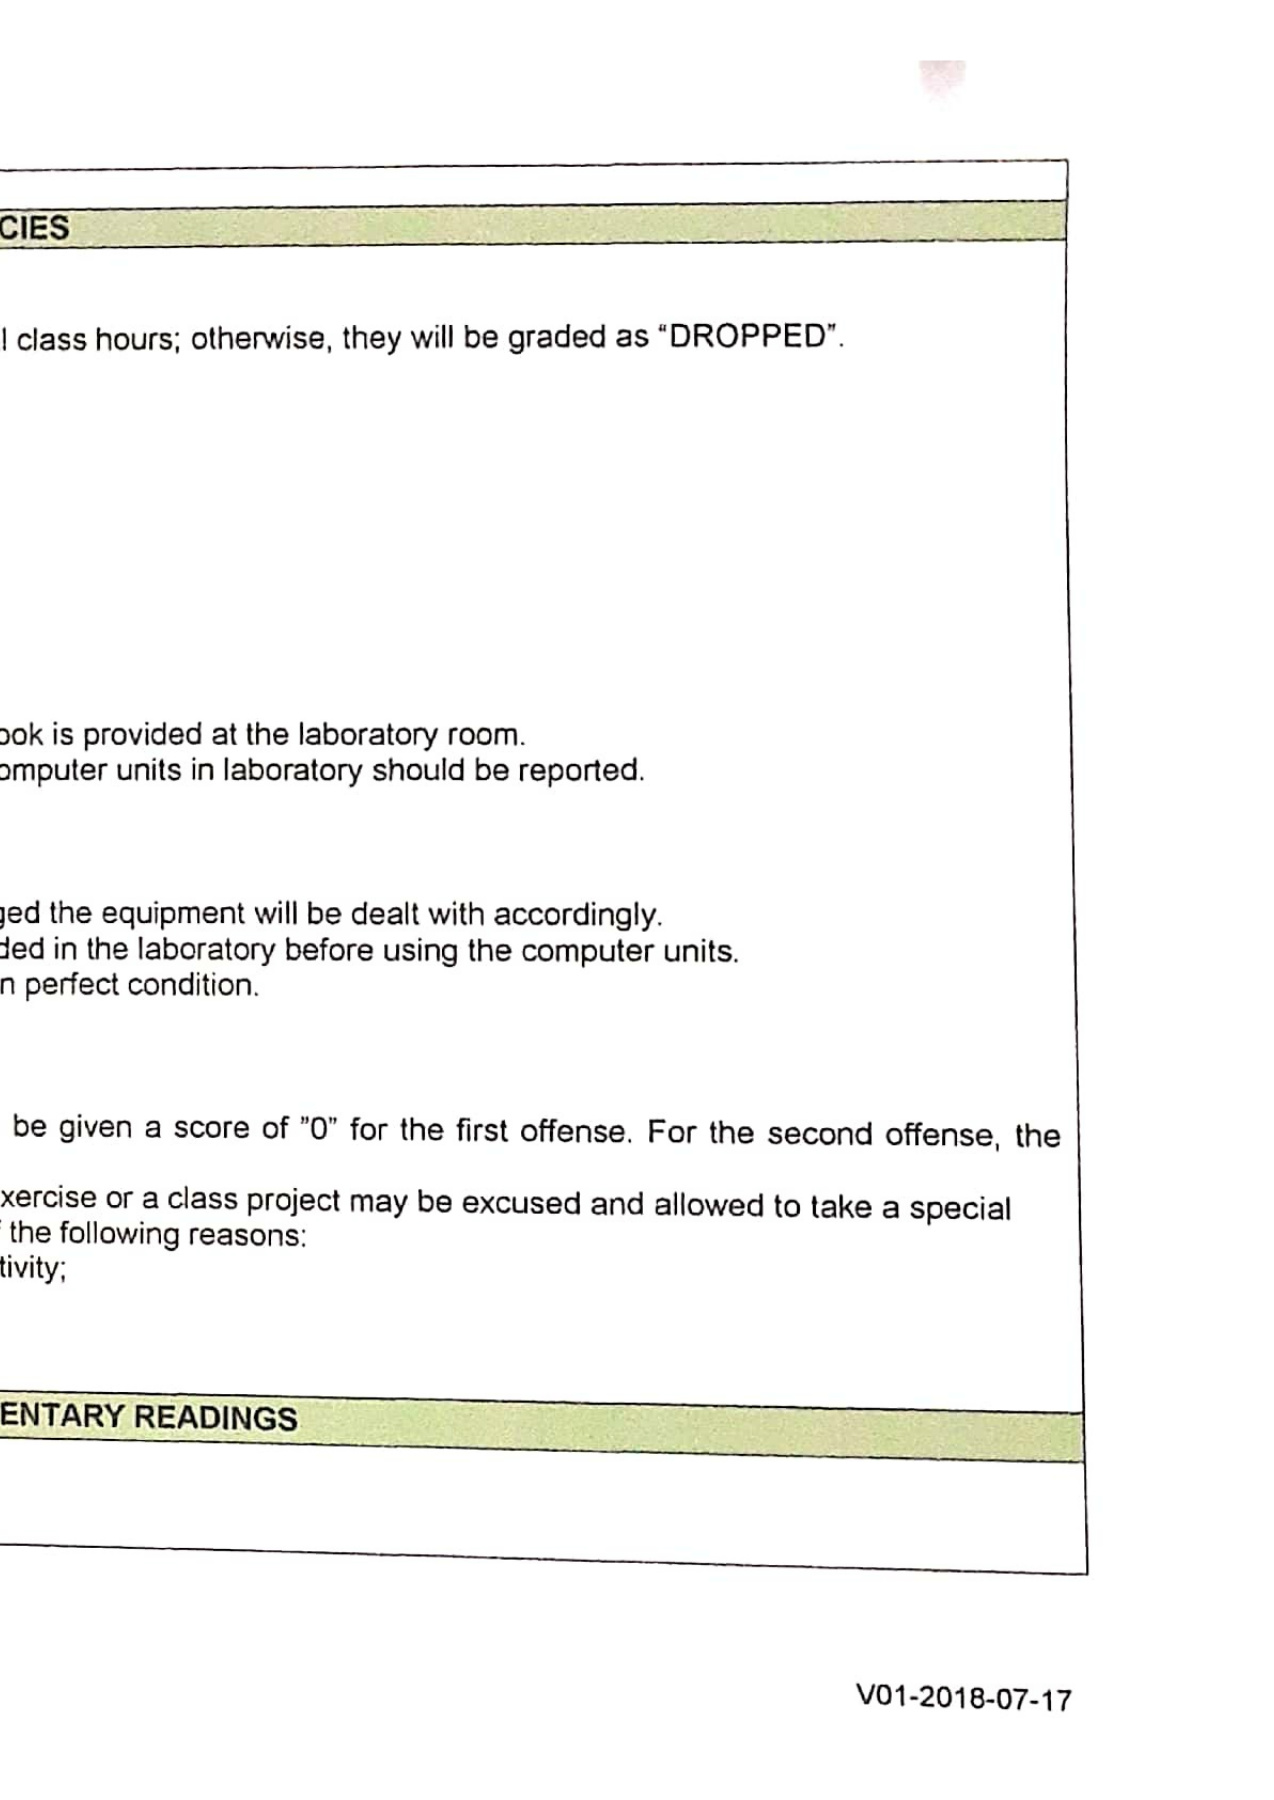 CIES
l class hours; otherwise, they will be graded as “DROPPED”.
ook is provided at the laboratory room.
omputer units in laboratory should be reported.
ged the equipment will be dealt with accordingly.
ded in the laboratory before using the computer units.
n perfect condition.
be given a score of ”0” for the first offense. For the second offense, the
xercise or a class project may be excused and allowed to take a special
the following reasons:
tivity;
ENTARY READINGS
V01-2018-07-17